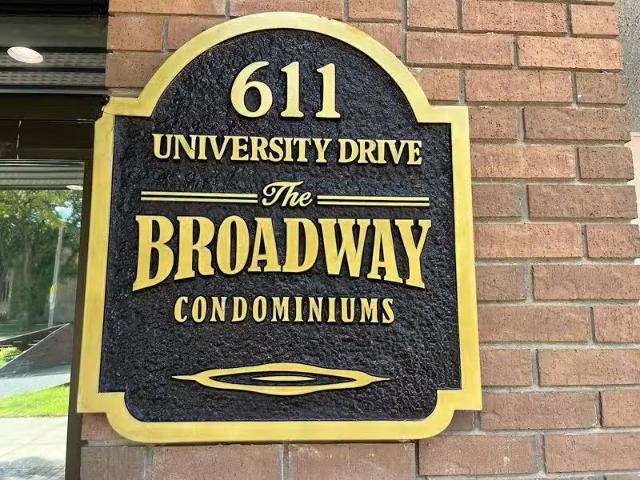 611
UNIVERSITY DRIVE
The
BROADWAY
CONDOMINIUMS